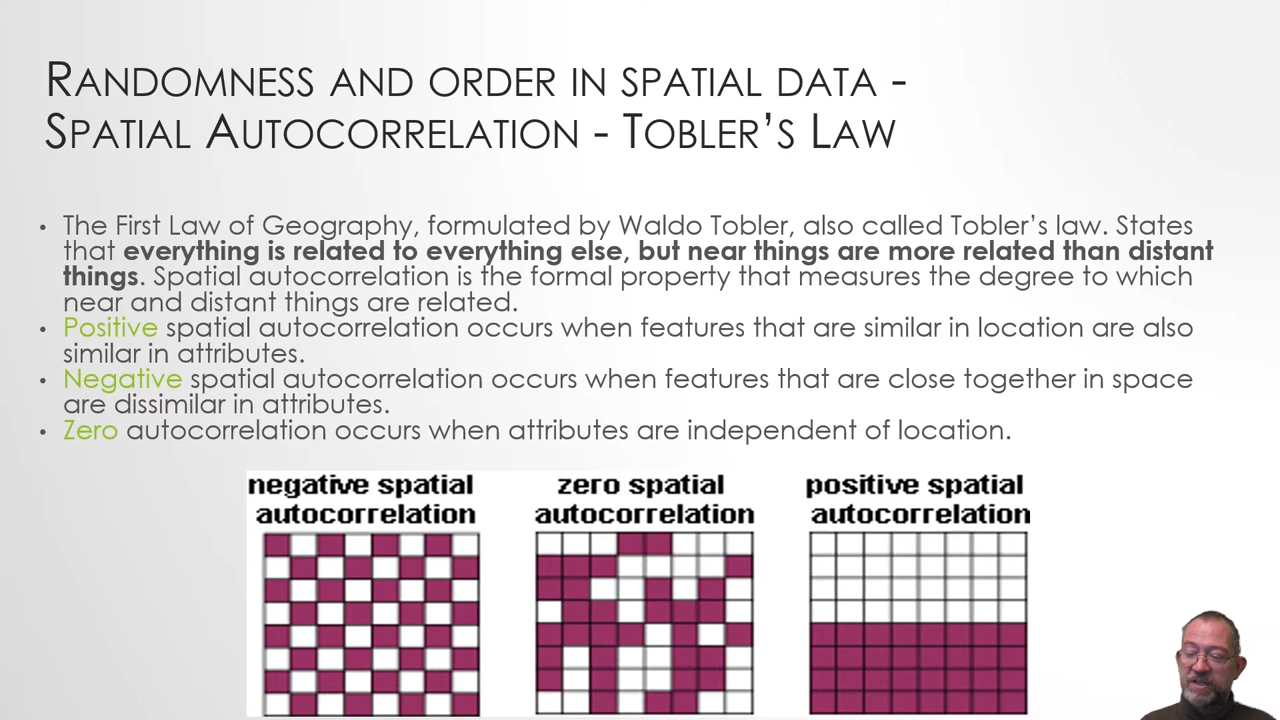 RANDOMNESS AND ORDER IN SPATIAL DATA -
SPATIAL AUTOCORRELATION - TOBLER'S LAW
• The First Law of Geography, formulated by Waldo Tobler, also called Tobler's law. States
that everything is related to everything else, but near things are more related than distant
things. Spatial autocorrelation is the formal property that measures the degree to which
near and distant things are related.
• Positive spatial autocorrelation occurs when features that are similar in location are also
similar in attributes.
• Negative spatial autocorrelation occurs when features that are close together in space
are dissimilar in attributes.
• Zero autocorrelation occurs when attributes are independent of location.
negative spatial
autocorrelation
zero spatial
autocorrelation
positive spatial
autocorrelation